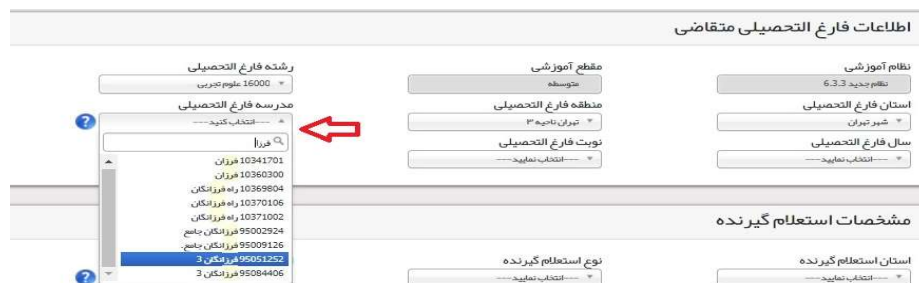 اطلاعات فارغ التحصیلی متقاضی
نظام آموزشی
مقطع آموزشی
رشته فارغ التحصیلی
نظام جدید 6.3.3
متوسطه
16000 علوم تجربی
استان فارغ التحصیلی
منطقه فارغ التحصیلی
مدرسه فارغ التحصیلی
شهر تهران
تهران ناحیه ۳
----انتخاب کنید----
سال فارغ التحصیلی
نوبت فارغ التحصیلی
فرزا
----انتخاب نمایید----
----انتخاب نمایید----
10341701 فرزان
10360300 فرزان
10369804 راه فرزانگان
10370106 راه فرزانگان
10371002 راه فرزانگان
95002924 فرزانگان جامع
95009126 فرزانگان جامع.
95051252 فرزانگان 3
95084406 فرزانگان 3
مشخصات استعلام گیرنده
استان استعلام گیرنده
نوع استعلام گیرنده
----انتخاب نمایید----
----انتخاب نمایید----